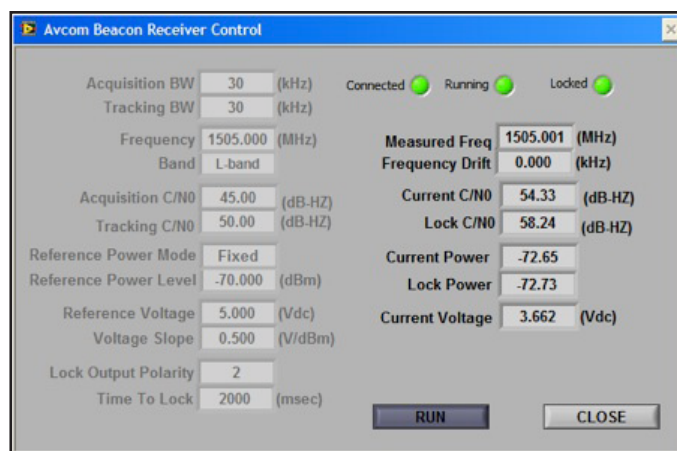 Avcom Beacon Receiver Control
Acquisition BW 30 (kHz)
Tracking BW 30 (kHz)
Frequency 1505.000 (MHz)
Band L-band
Acquisition C/N0 45.00 (dB-HZ)
Tracking C/N0 50.00 (dB-HZ)
Reference Power Mode Fixed
Reference Power Level -70.000 (dBm)
Reference Voltage 5.000 (Vdc)
Voltage Slope 0.500 (V/dBm)
Lock Output Polarity 2
Time To Lock 2000 (msec)
Connected Running Locked
Measured Freq 1505.001 (MHz)
Frequency Drift 0.000 (kHz)
Current C/N0 54.33 (dB-HZ)
Lock C/N0 58.24 (dB-HZ)
Current Power -72.65
Lock Power -72.73
Current Voltage 3.662 (Vdc)
RUN CLOSE